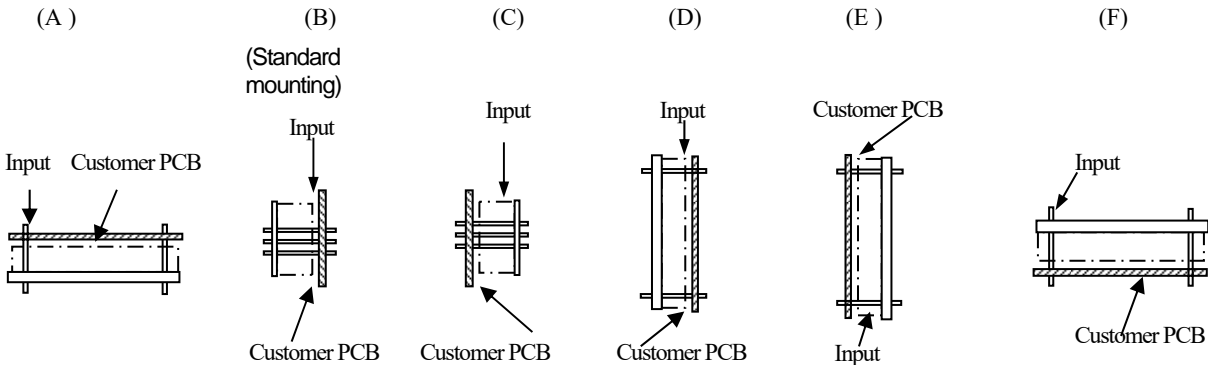 (A )
(B)
(C)
(D)
(E)
(F)
(Standard
mounting)
Input
Customer PCB
Input
Customer PCB
Input
Customer PCB
Input
Customer PCB
Customer PCB
Input
Input
Customer PCB